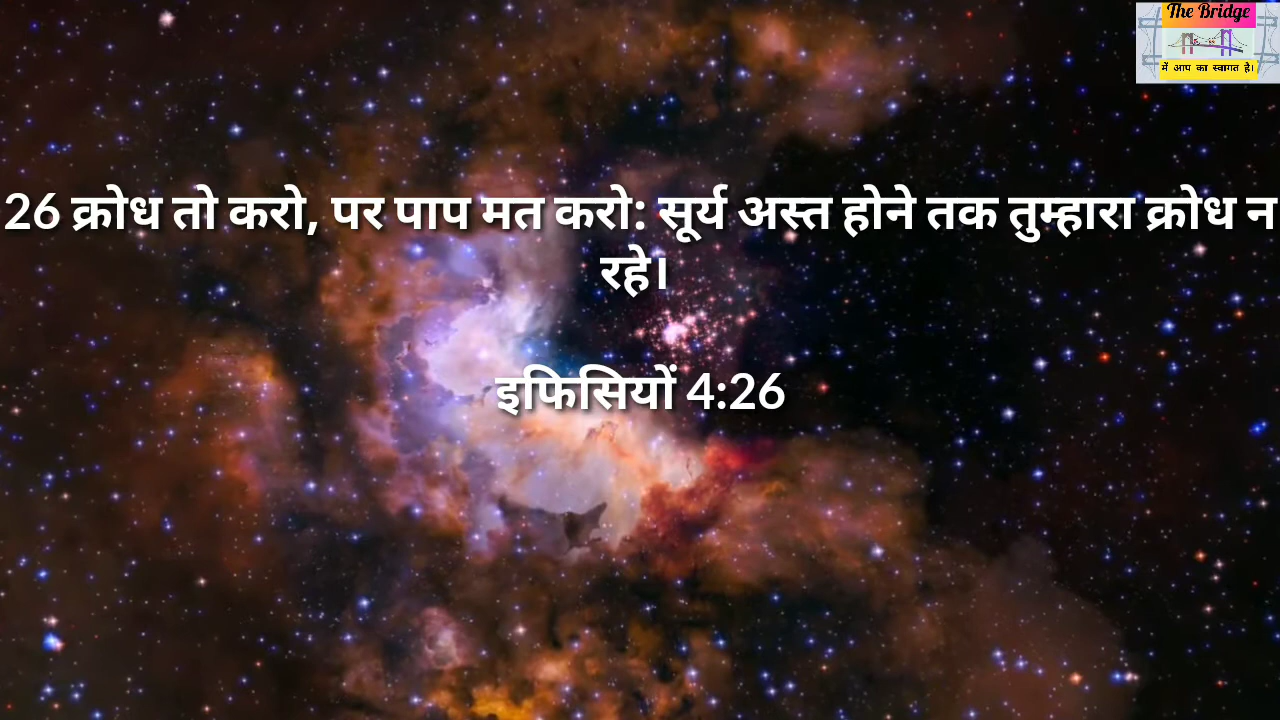 The Bridge
में आप का स्वागत है।
26 क्रोध तो करो, पर पाप मत करो: सूर्य अस्त होने तक तुम्हारा क्रोध न
रहे।
इफिसियों 4:26